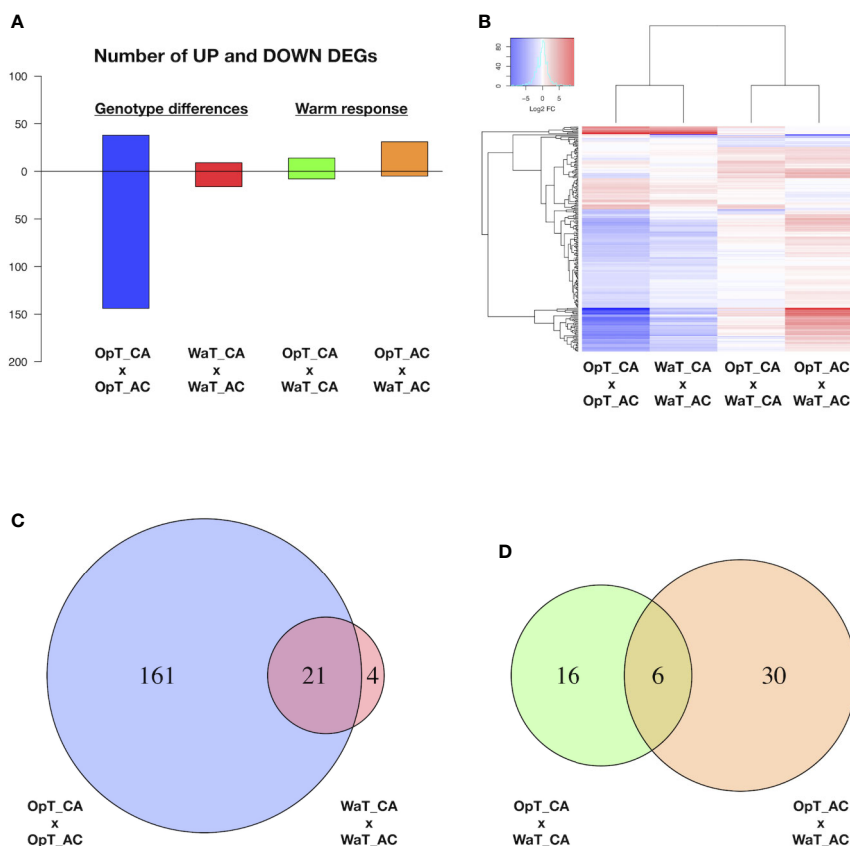 A
Number of UP and DOWN DEGs
Genotype differences
Warm response
100
50
0
50
100
150
200
OpT_CA
x
OpT_AC
WaT_CA
x
WaT_AC
OpT_CA
x
WaT_CA
OpT_AC
x
WaT_AC
B
0 20 40 60 80
-5 0 5
Log2 FC
OpT_CA
x
OpT_AC
WaT_CA
x
WaT_AC
OpT_CA
x
WaT_CA
OpT_AC
x
WaT_AC
C
161
21
4
OpT_CA
x
OpT_AC
WaT_CA
x
WaT_AC
D
16
6
30
OpT_CA
x
WaT_CA
OpT_AC
x
WaT_AC